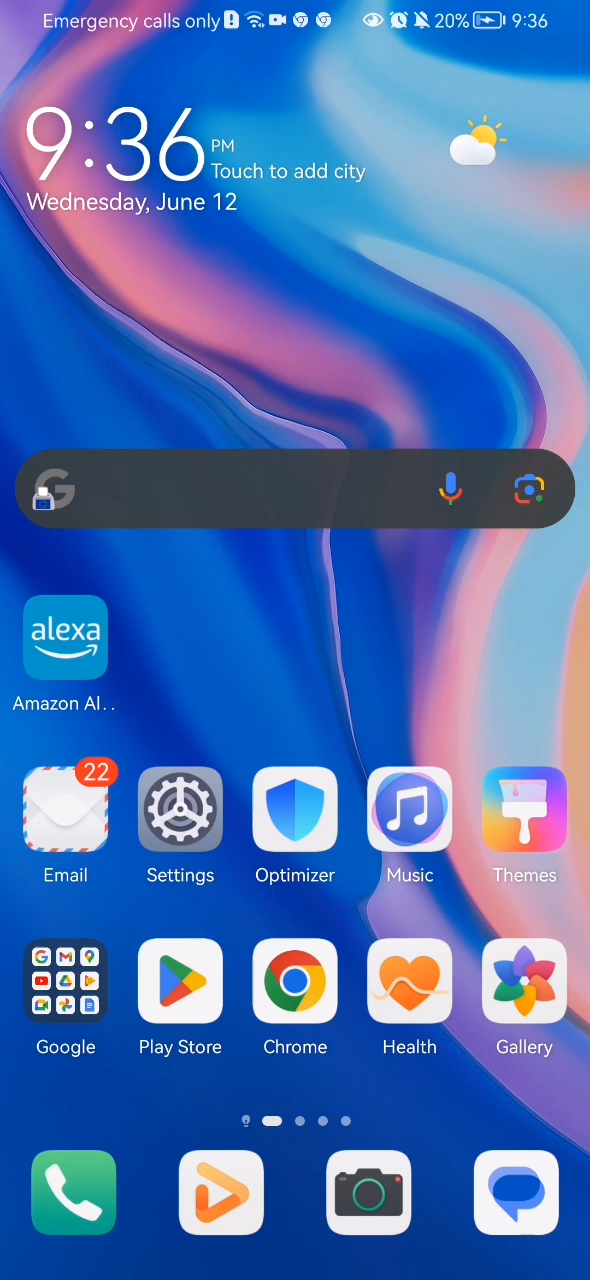 Emergency calls only 20% 9:36
9:36 PM
Touch to add city
Wednesday, June 12
alexa
Amazon Al..
22
Email Settings Optimizer Music Themes
Google Play Store Chrome Health Gallery